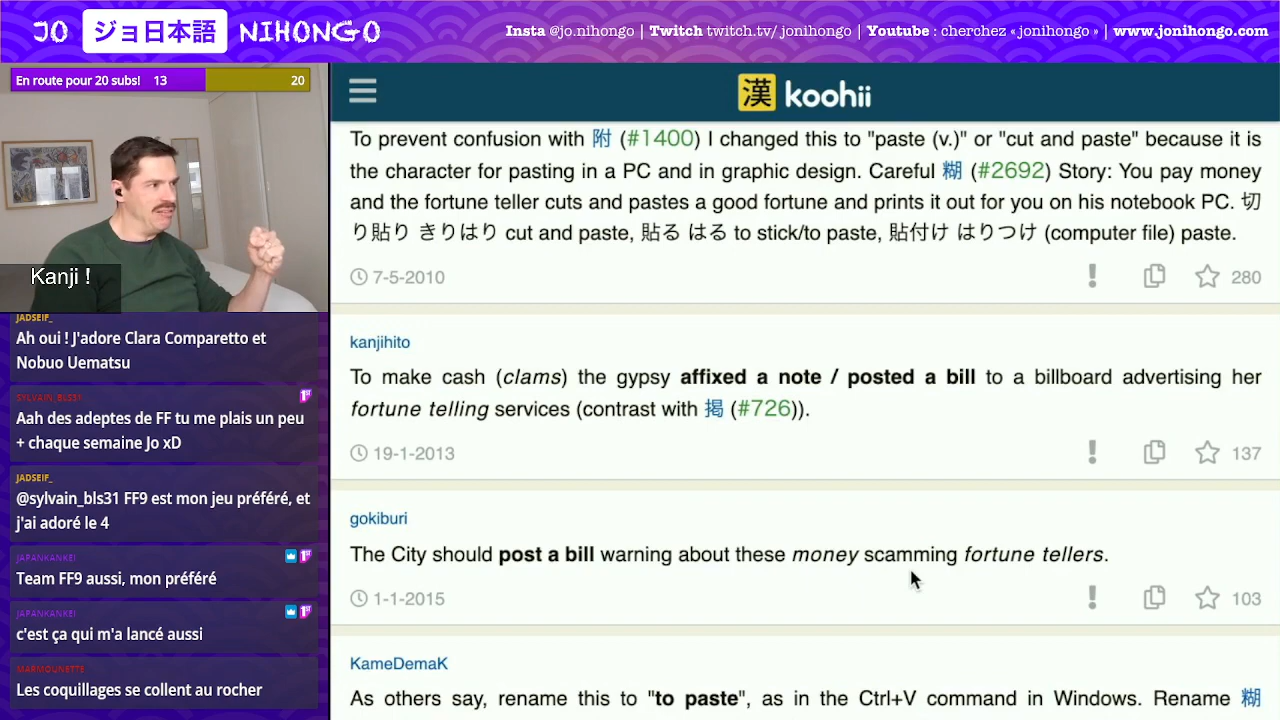 JO ジョ日本語 NIHONGO
Insta @jo.nihongo | Twitch twitch.tv/ jonihongo | Youtube : cherchez « jonihongo » | www.jonihongo.com
En route pour 20 subs! 13 20
Kanji !
JADSEIF_
Ah oui ! J'adore Clara Comparetto et
Nobuo Uematsu
SYLVAIN_BLS31
Aah des adeptes de FF tu me plais un peu
+ chaque semaine Jo xD
JADSEIF_
@sylvain_bls31 FF9 est mon jeu préféré, et
j'ai adoré le 4
JAPANKANKEI
Team FF9 aussi, mon préféré
JAPANKANKEI
c'est ça qui m'a lancé aussi
MARMOUNETTE
Les coquillages se collent au rocher
漢 koohii
To prevent confusion with 附 (#1400) I changed this to "paste (v.)" or "cut and paste" because it is
the character for pasting in a PC and in graphic design. Careful 糊 (#2692) Story: You pay money
and the fortune teller cuts and pastes a good fortune and prints it out for you on his notebook PC. 切
り貼り きりはり cut and paste, 貼る はる to stick/to paste, 貼付け はりつけ (computer file) paste.
7-5-2010 280
kanjihito
To make cash (clams) the gypsy affixed a note / posted a bill to a billboard advertising her
fortune telling services (contrast with 掲 (#726)).
19-1-2013 137
gokiburi
The City should post a bill warning about these money scamming fortune tellers.
1-1-2015 103
KameDemaK
As others say, rename this to "to paste", as in the Ctrl+V command in Windows. Rename 糊